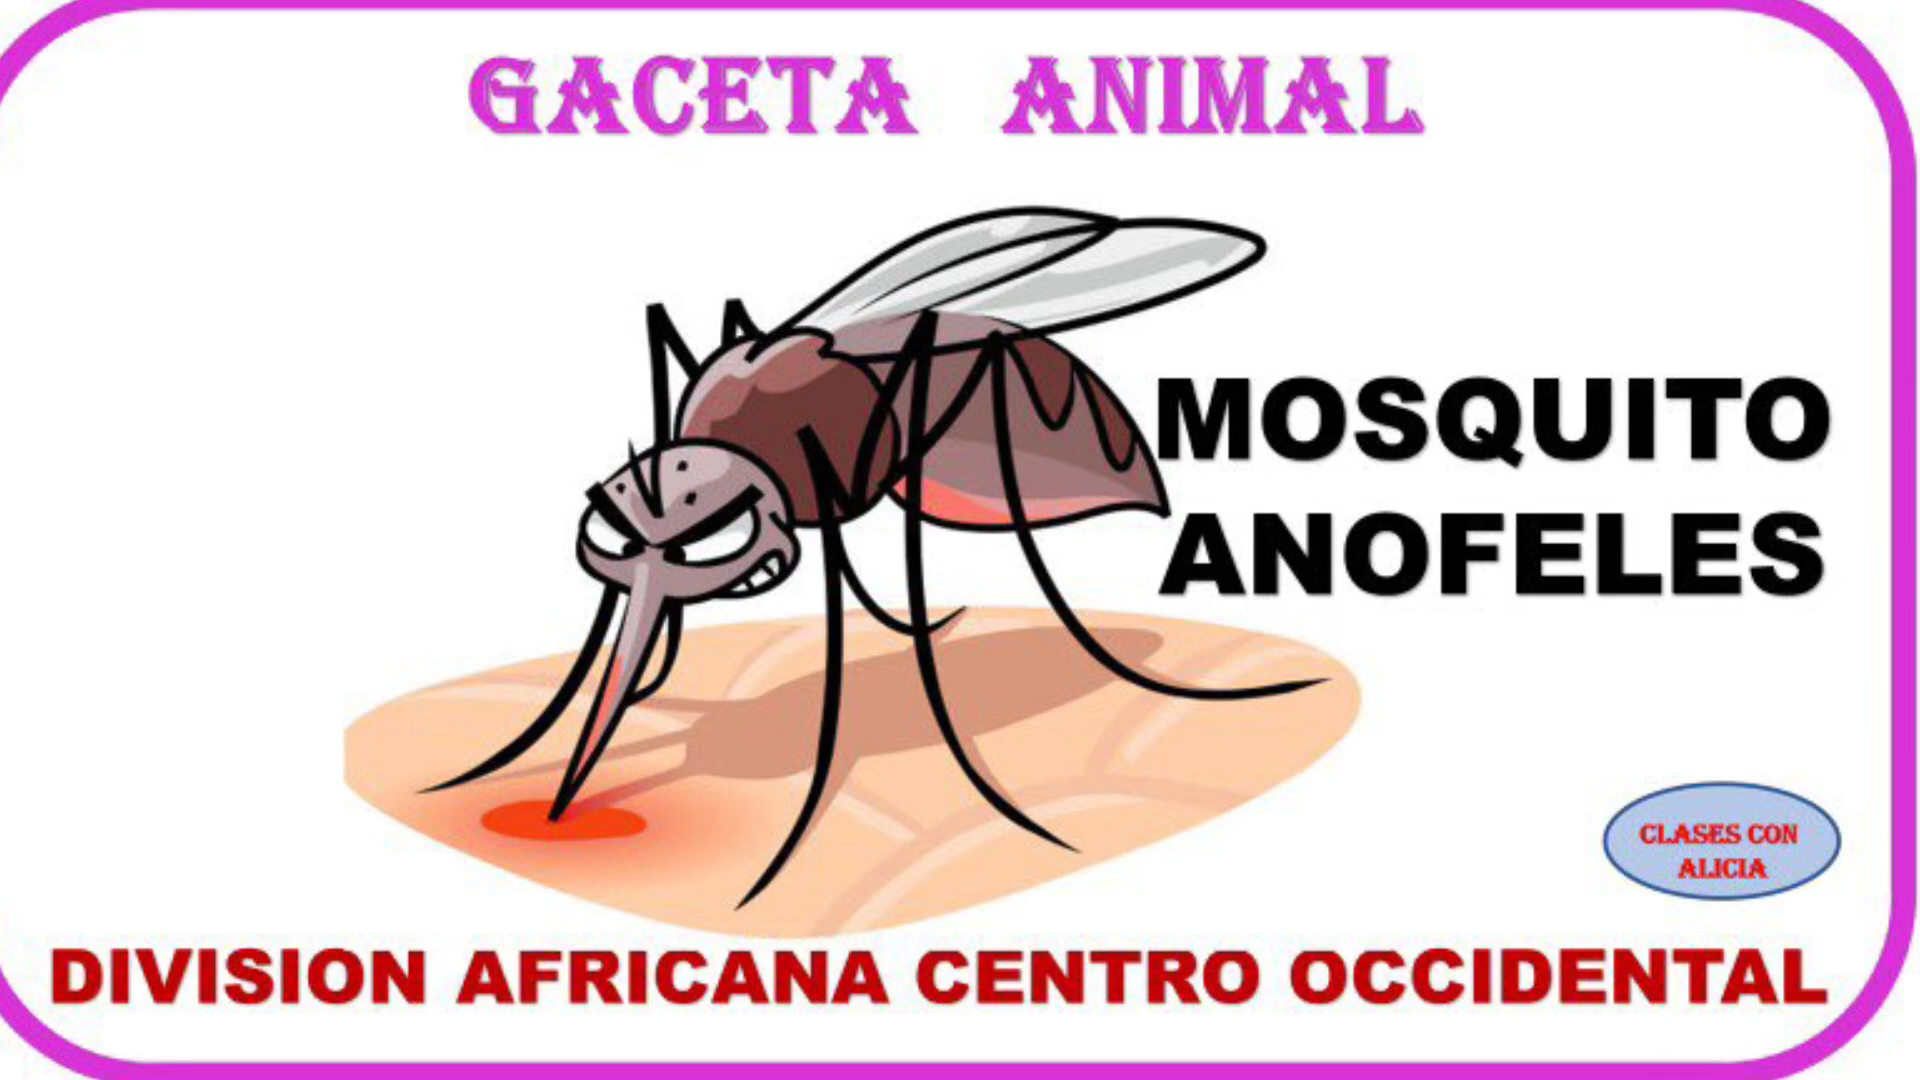 GACETA ANIMAL
MOSQUITO
ANOFELES
CLASES CON
ALICIA
DIVISION AFRICANA CENTRO OCCIDENTAL